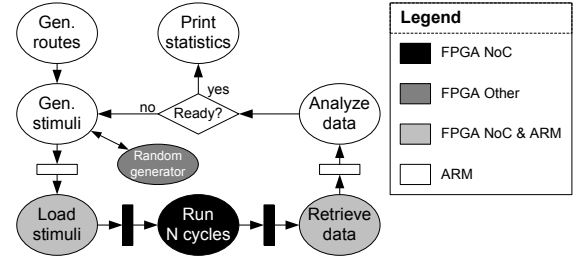 Gen.
routes
Print
statistics
Gen.
stimuli
no
yes
Ready?
Analyze
data
Random
generator
Load
stimuli
Run
N cycles
Retrieve
data
Legend
FPGA NoC
FPGA Other
FPGA NoC & ARM
ARM